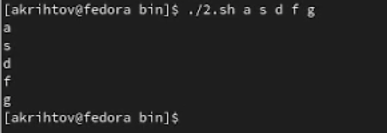 [akrihtov@fedora bin]$ ./2.sh a s d f g
a
s
d
f
g
[akrihtov@fedora bin]$